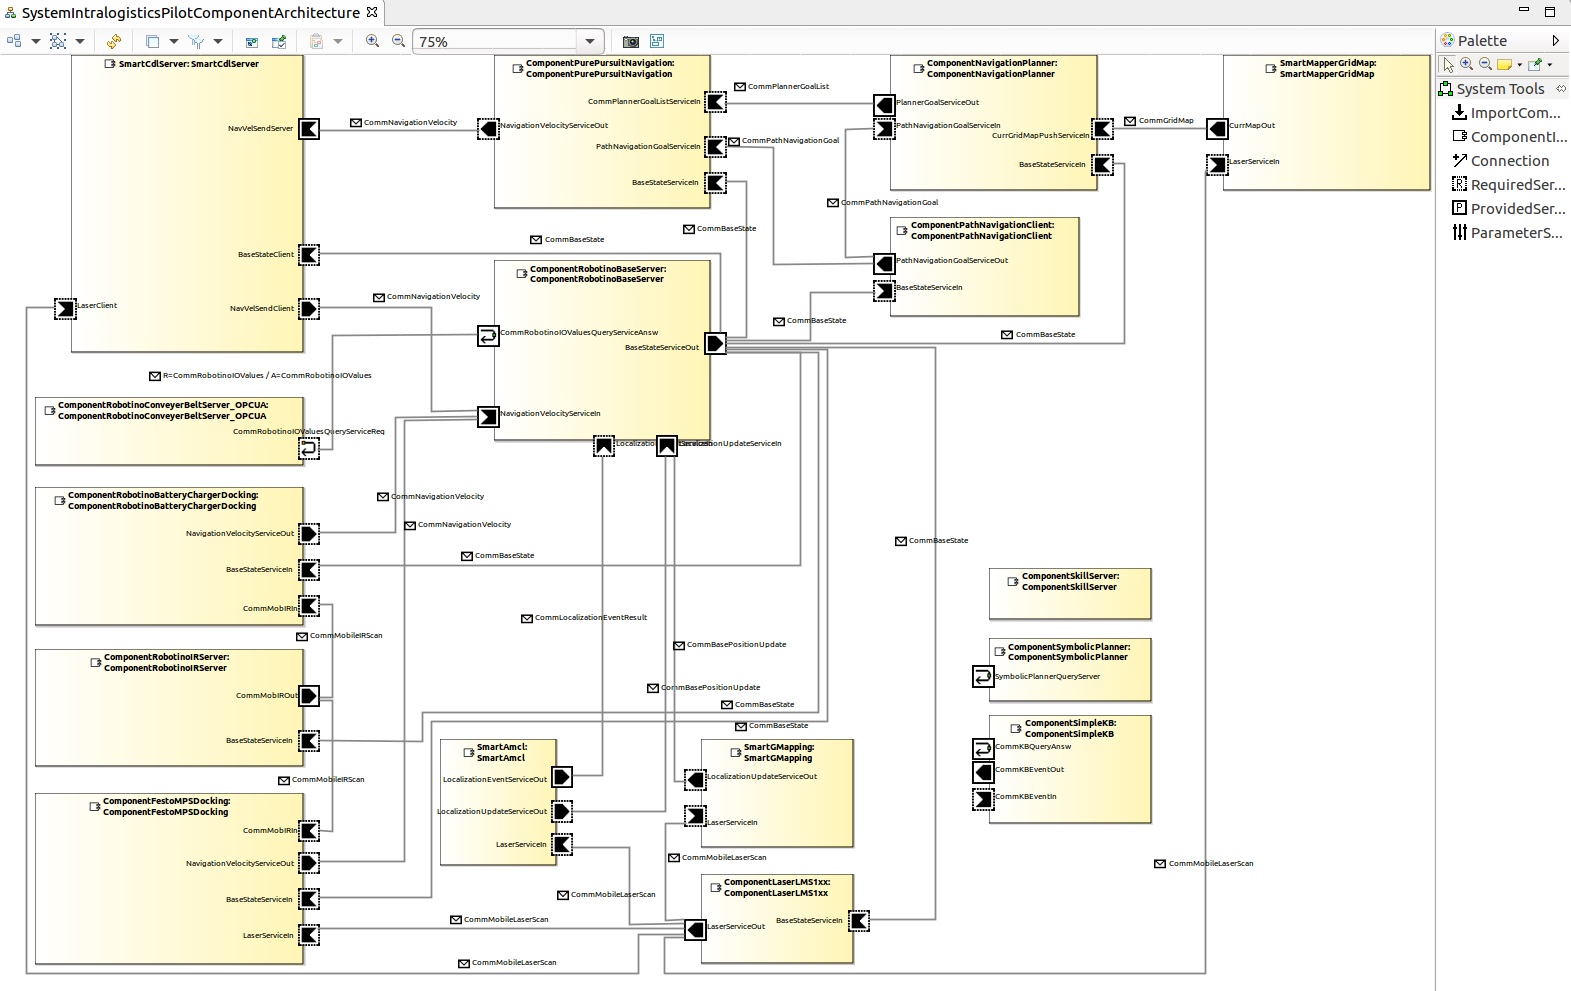 SystemIntralogisticsPilotComponentArchitecture
75%
Palette
System Tools
ImportCom...
ComponentI...
Connection
RequiredSer...
ProvidedSer...
ParameterS...
SmartCdlServer: SmartCdlServer
NavVelSendServer
BaseStateClient
LaserClient
NavVelSendClient
CommNavigationVelocity
ComponentPurePursuitNavigation:
ComponentPurePursuitNavigation
CommPlannerGoalListServiceIn
NavigationVelocityServiceOut
PathNavigationGoalServiceIn
BaseStateServiceIn
CommPlannerGoalList
CommPathNavigationGoal
ComponentNavigationPlanner:
ComponentNavigationPlanner
PlannerGoalServiceOut
PathNavigationGoalServiceIn
CurrGridMapPushServiceIn
BaseStateServiceIn
CommGridMap
SmartMapperGridMap:
SmartMapperGridMap
CurrMapOut
LaserServiceIn
CommPathNavigationGoal
CommBaseState
CommBaseState
ComponentPathNavigationClient:
ComponentPathNavigationClient
PathNavigationGoalServiceOut
BaseStateServiceIn
CommBaseState
CommBaseState
ComponentRobotinoBaseServer:
ComponentRobotinoBaseServer
CommRobotinoIOValuesQueryServiceAnsw
BaseStateServiceOut
NavigationVelocityServiceIn
CommNavigationVelocity
R=CommRobotinoIOValues / A=CommRobotinoIOValues
ComponentRobotinoConveyerBeltServer_OPCUA:
ComponentRobotinoConveyerBeltServer_OPCUA
CommRobotinoIOValuesQueryServiceReq
ComponentRobotinoBatteryChargerDocking:
ComponentRobotinoBatteryChargerDocking
NavigationVelocityServiceOut
BaseStateServiceIn
CommMobIRIn
CommNavigationVelocity
CommNavigationVelocity
CommBaseState
CommBaseState
CommMobileIRScan
CommLocalizationEventResult
CommBasePositionUpdate
CommBasePositionUpdate
CommBaseState
CommBaseState
ComponentRobotinoIRServer:
ComponentRobotinoIRServer
CommMobIROut
BaseStateServiceIn
CommMobileIRScan
ComponentFestoMPSDocking:
ComponentFestoMPSDocking
CommMobIRIn
NavigationVelocityServiceOut
BaseStateServiceIn
LaserServiceIn
SmartAmcl:
SmartAmcl
LocalizationEventServiceOut
LocalizationUpdateServiceOut
LaserServiceIn
SmartGMapping:
SmartGMapping
LocalizationUpdateServiceOut
LaserServiceIn
CommMobileLaserScan
CommMobileLaserScan
CommMobileLaserScan
CommMobileLaserScan
CommMobileLaserScan
ComponentLaserLMS1xx:
ComponentLaserLMS1xx
BaseStateServiceIn
LaserServiceOut
ComponentSkillServer:
ComponentSkillServer
ComponentSymbolicPlanner:
ComponentSymbolicPlanner
SymbolicPlannerQueryServer
ComponentSimpleKB:
ComponentSimpleKB
CommKBQueryAnsw
CommKBEventOut
CommKBEventIn